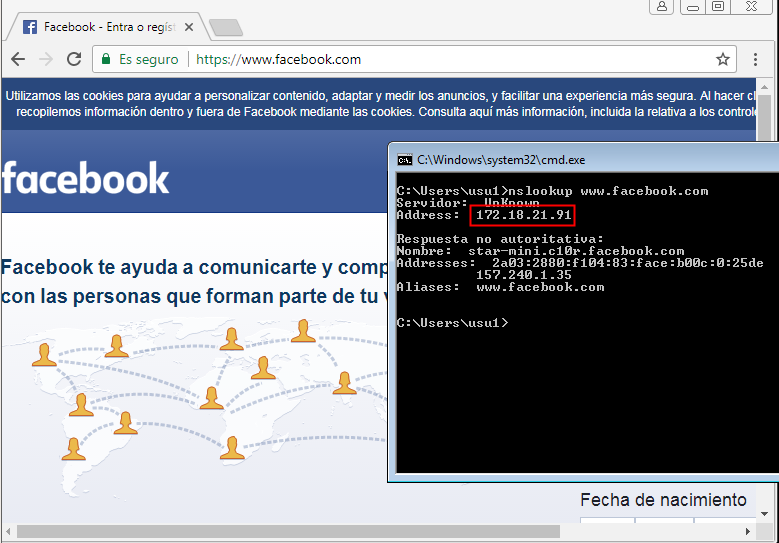 Facebook - Entra o regíst
Es seguro
https://www.facebook.com
Utilizamos las cookies para ayudar a personalizar contenido, adaptar y medir los anuncios, y facilitar una experiencia más segura. Al hacer cl
recopilemos información dentro y fuera de Facebook mediante las cookies. Consulta aquí más información, incluida la relativa a los controle
facebook
Facebook te ayuda a comunicarte y comp
con las personas que forman parte de tu v
C:\Windows\system32\cmd.exe
C:\Users\usu1>nslookup www.facebook.com
Servidor: UnKnown
Address: 172.18.21.91
Respuesta no autoritativa:
Nombre: star-mini.c10r.facebook.com
Addresses: 2a03:2880:f104:83:face:b00c:0:25de
157.240.1.35
Aliases: www.facebook.com
C:\Users\usu1>
Fecha de nacimiento